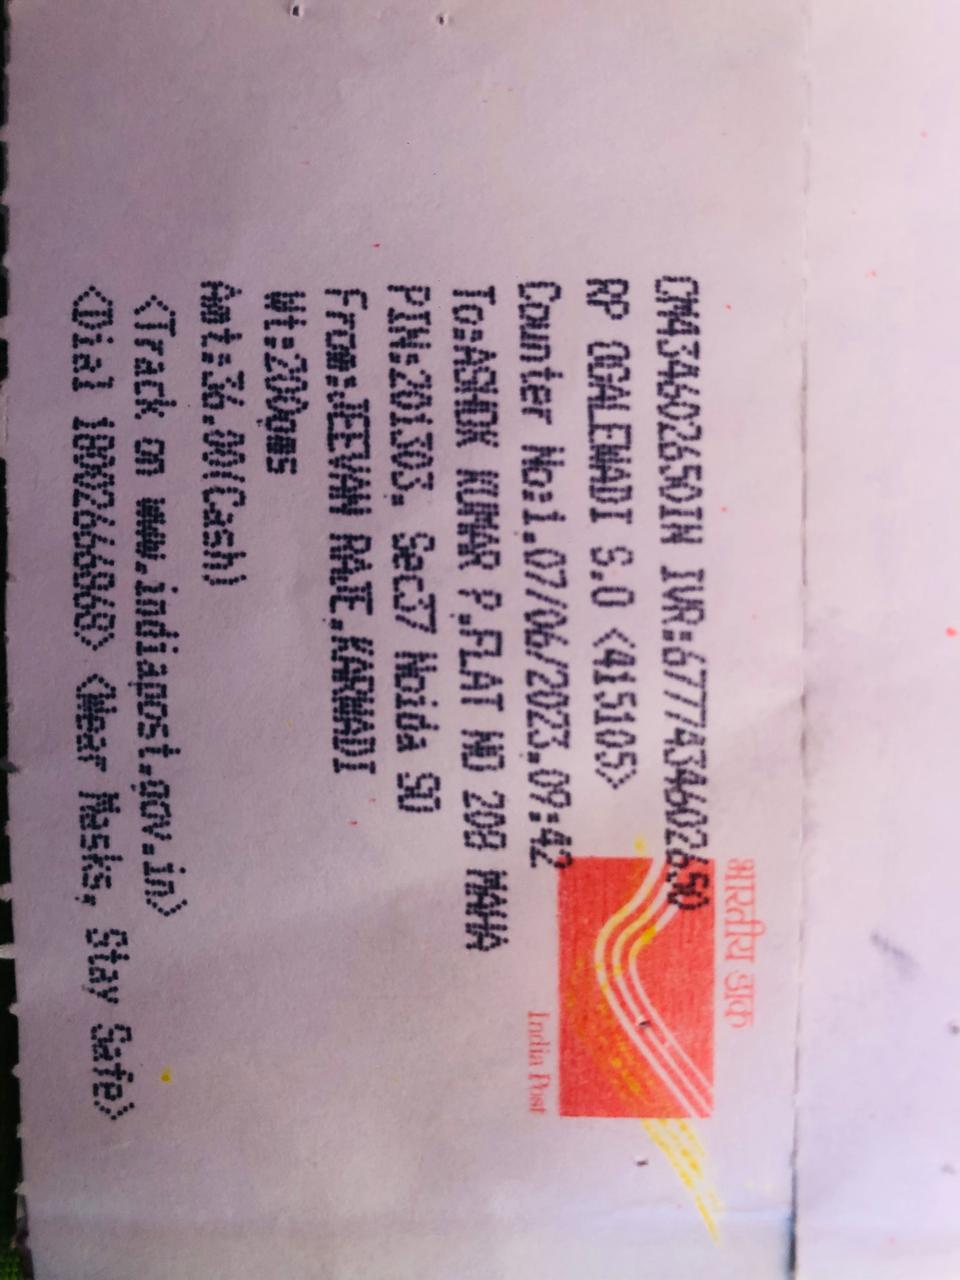 भारतीय डाक
CM434602650IN IVR:6777434602650
RP OGALEWADI S.O <415105>
Counter No:1,07/06/2023,09:42
To:ASHOK KUMAR P,FLAT NO 208 MAHA
PIN:201303, Sec37 Noida SO
From:JEEVAN RAJE,KARWADI
Wt:200gms
Amt:36.00(Cash)
<Track on www.indiapost.gov.in>
<Dial 18002666868> <Wear Masks, Stay Safe>
India Post